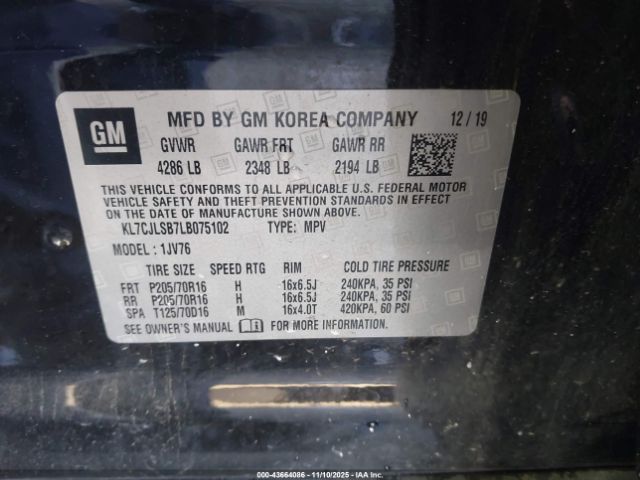 GM MFD BY GM KOREA COMPANY 12 / 19
GVWR GAWR FRT GAWR RR
4286 LB 2348 LB 2194 LB
THIS VEHICLE CONFORMS TO ALL APPLICABLE U.S. FEDERAL MOTOR
VEHICLE SAFETY AND THEFT PREVENTION STANDARDS IN EFFECT
ON THE DATE OF MANUFACTURE SHOWN ABOVE.
KL7CJLSB7LB075102 TYPE: MPV
MODEL : 1JV76
TIRE SIZE SPEED RTG RIM COLD TIRE PRESSURE
FRT P205/70R16 H 16x6.5J 240KPA, 35 PSI
RR P205/70R16 H 16x6.5J 240KPA, 35 PSI
SPA T125/70D16 M 16x4.0T 420KPA, 60 PSI
SEE OWNER'S MANUAL FOR MORE INFORMATION.
000-43664086 - 11/10/2025 - IAAI.CA